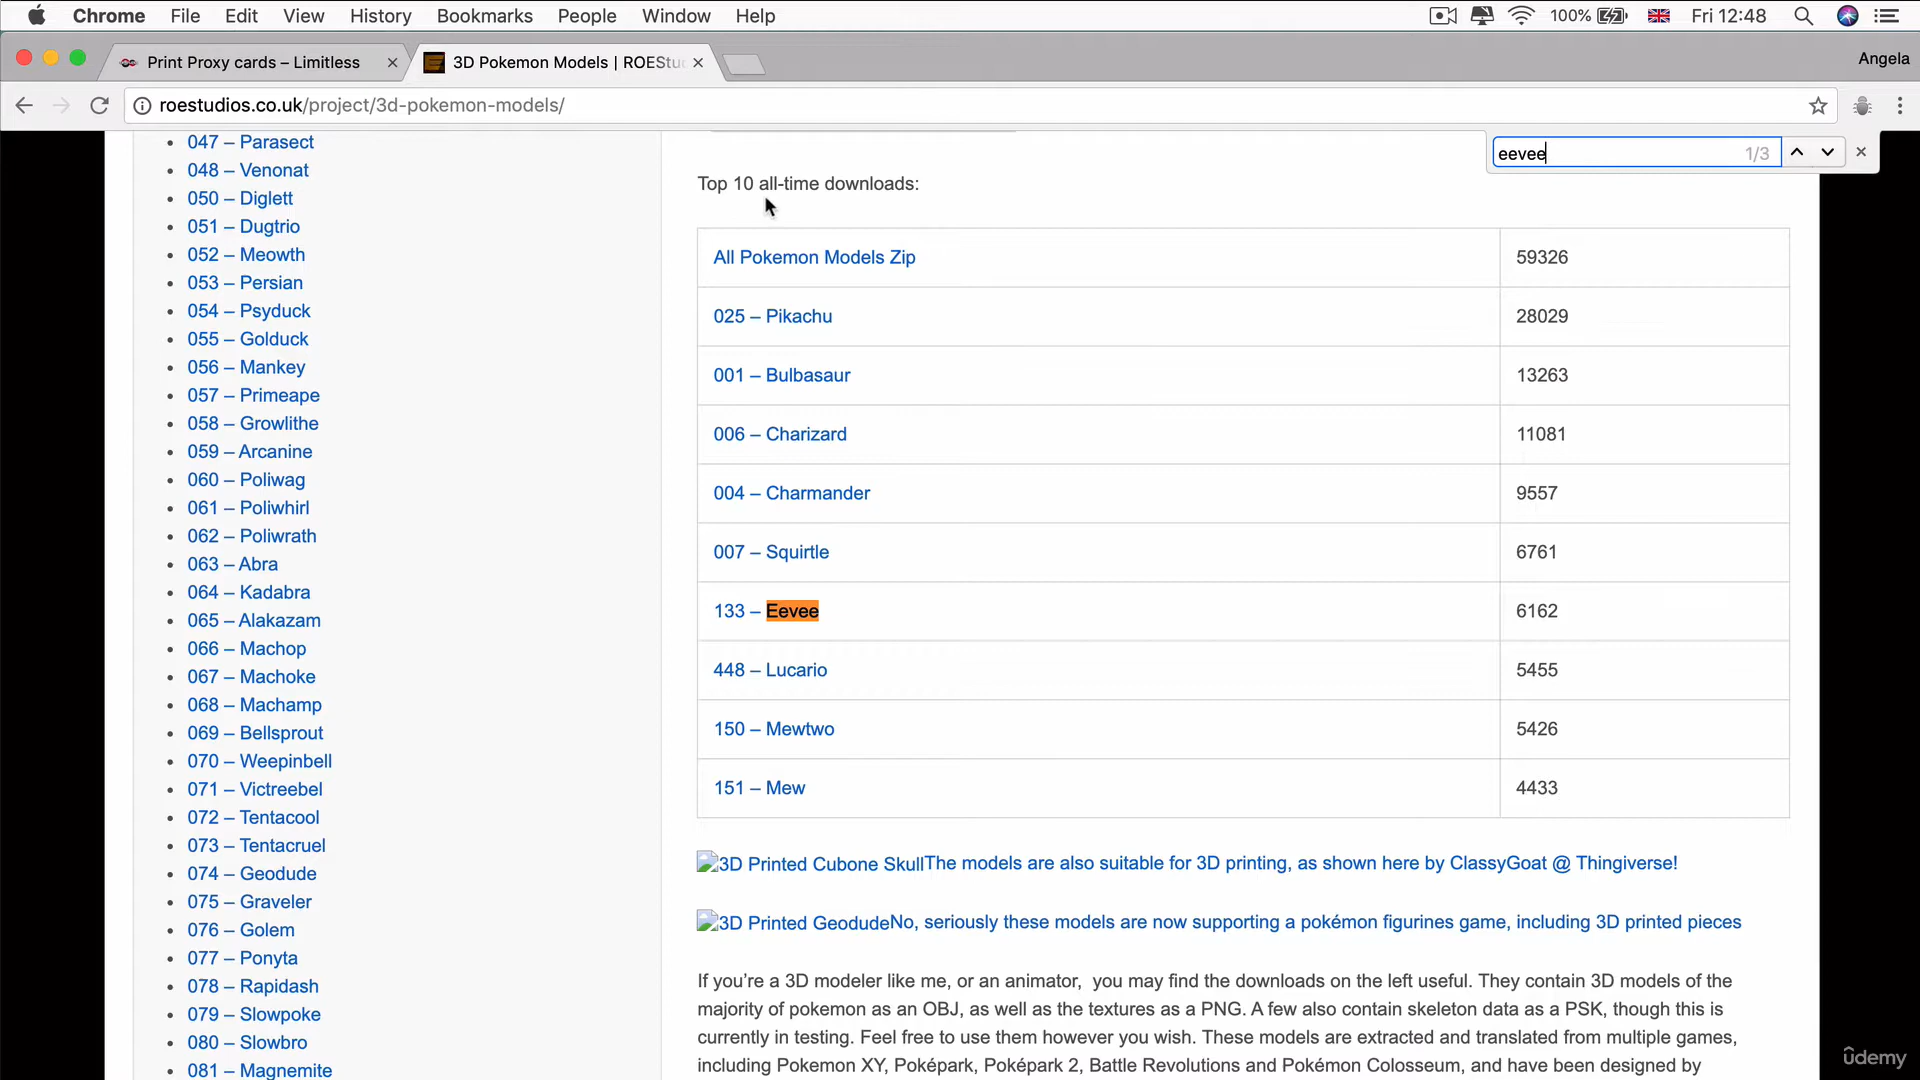 Chrome File Edit View History Bookmarks People Window Help 100% Fri 12:48
Print Proxy cards – Limitless 3D Pokemon Models | ROEStu Angela
roestudios.co.uk/project/3d-pokemon-models/
eevee 1/3
047 – Parasect
048 – Venonat
050 – Diglett
051 – Dugtrio
052 – Meowth
053 – Persian
054 – Psyduck
055 – Golduck
056 – Mankey
057 – Primeape
058 – Growlithe
059 – Arcanine
060 – Poliwag
061 – Poliwhirl
062 – Poliwrath
063 – Abra
064 – Kadabra
065 – Alakazam
066 – Machop
067 – Machoke
068 – Machamp
069 – Bellsprout
070 – Weepinbell
071 – Victreebel
072 – Tentacool
073 – Tentacruel
074 – Geodude
075 – Graveler
076 – Golem
077 – Ponyta
078 – Rapidash
079 – Slowpoke
080 – Slowbro
081 – Magnemite
Top 10 all-time downloads:
All Pokemon Models Zip 59326
025 – Pikachu 28029
001 – Bulbasaur 13263
006 – Charizard 11081
004 – Charmander 9557
007 – Squirtle 6761
133 – Eevee 6162
448 – Lucario 5455
150 – Mewtwo 5426
151 – Mew 4433
3D Printed Cubone SkullThe models are also suitable for 3D printing, as shown here by ClassyGoat @ Thingiverse!
3D Printed GeodudeNo, seriously these models are now supporting a pokémon figurines game, including 3D printed pieces
If you're a 3D modeler like me, or an animator, you may find the downloads on the left useful. They contain 3D models of the
majority of pokemon as an OBJ, as well as the textures as a PNG. A few also contain skeleton data as a PSK, though this is
currently in testing. Feel free to use them however you wish. These models are extracted and translated from multiple games,
including Pokemon XY, Poképark, Poképark 2, Battle Revolutions and Pokémon Colosseum, and have been designed by
ûdemy